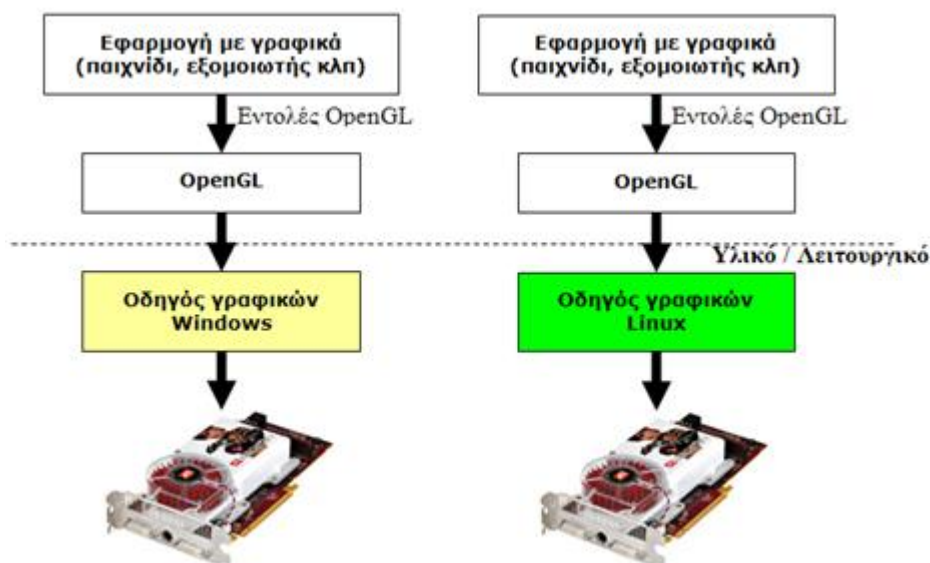 Εφαρμογή με γραφικά
(παιχνίδι, εξομοιωτής κλπ)
Εντολές OpenGL
OpenGL
Οδηγός γραφικών
Windows
Εφαρμογή με γραφικά
(παιχνίδι, εξομοιωτής κλπ)
Εντολές OpenGL
OpenGL
Υλικό / Λειτουργικό
Οδηγός γραφικών
Linux